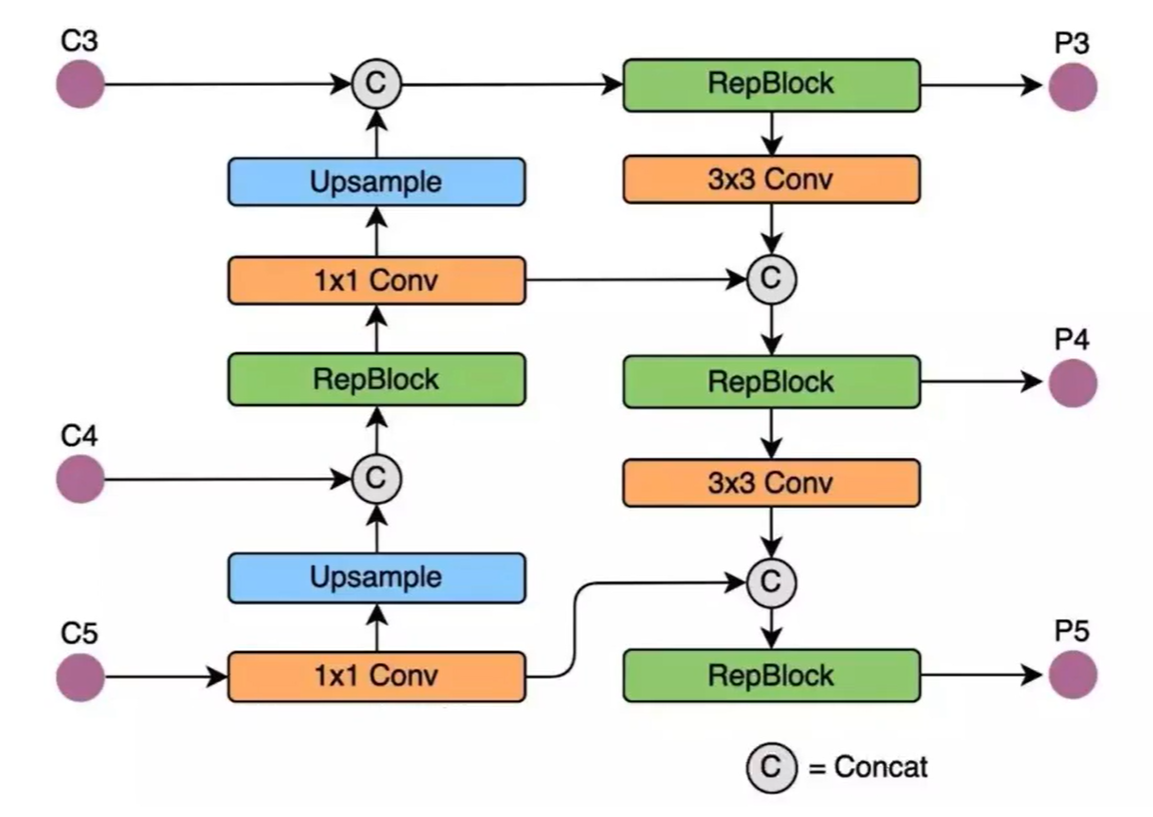 C3
C
RepBlock
P3
Upsample
3x3 Conv
1x1 Conv
C
RepBlock
RepBlock
P4
C4
C
3x3 Conv
Upsample
C
C5
1x1 Conv
RepBlock
P5
C = Concat